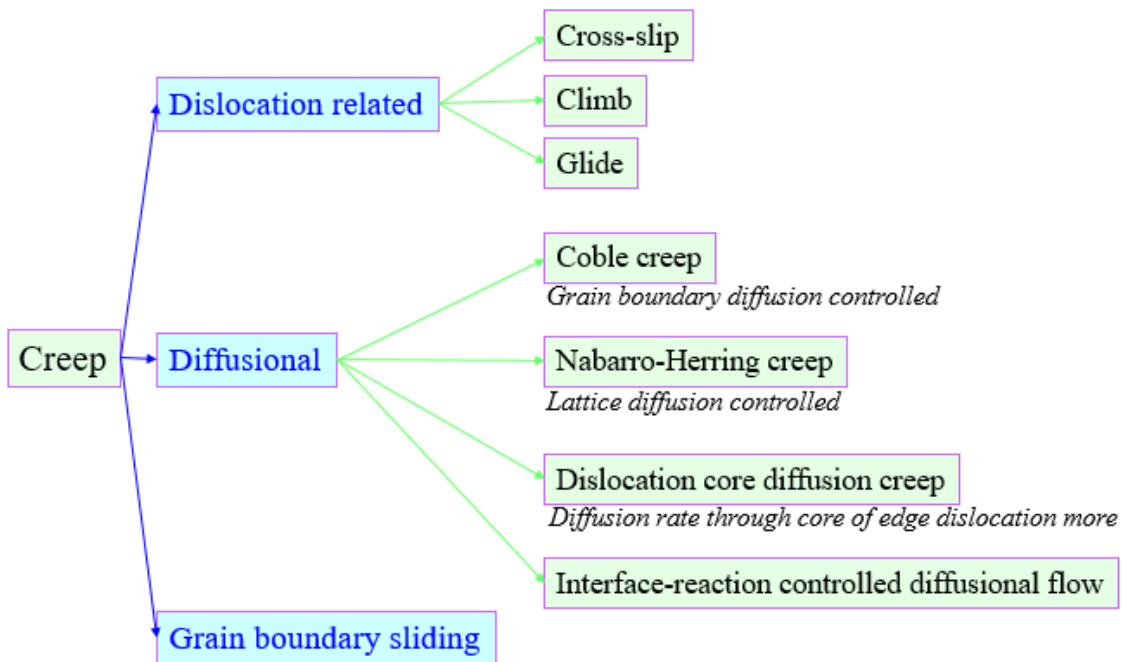 Creep
Dislocation related
Cross-slip
Climb
Glide
Diffusional
Coble creep
Grain boundary diffusion controlled
Nabarro-Herring creep
Lattice diffusion controlled
Dislocation core diffusion creep
Diffusion rate through core of edge dislocation more
Interface-reaction controlled diffusional flow
Grain boundary sliding